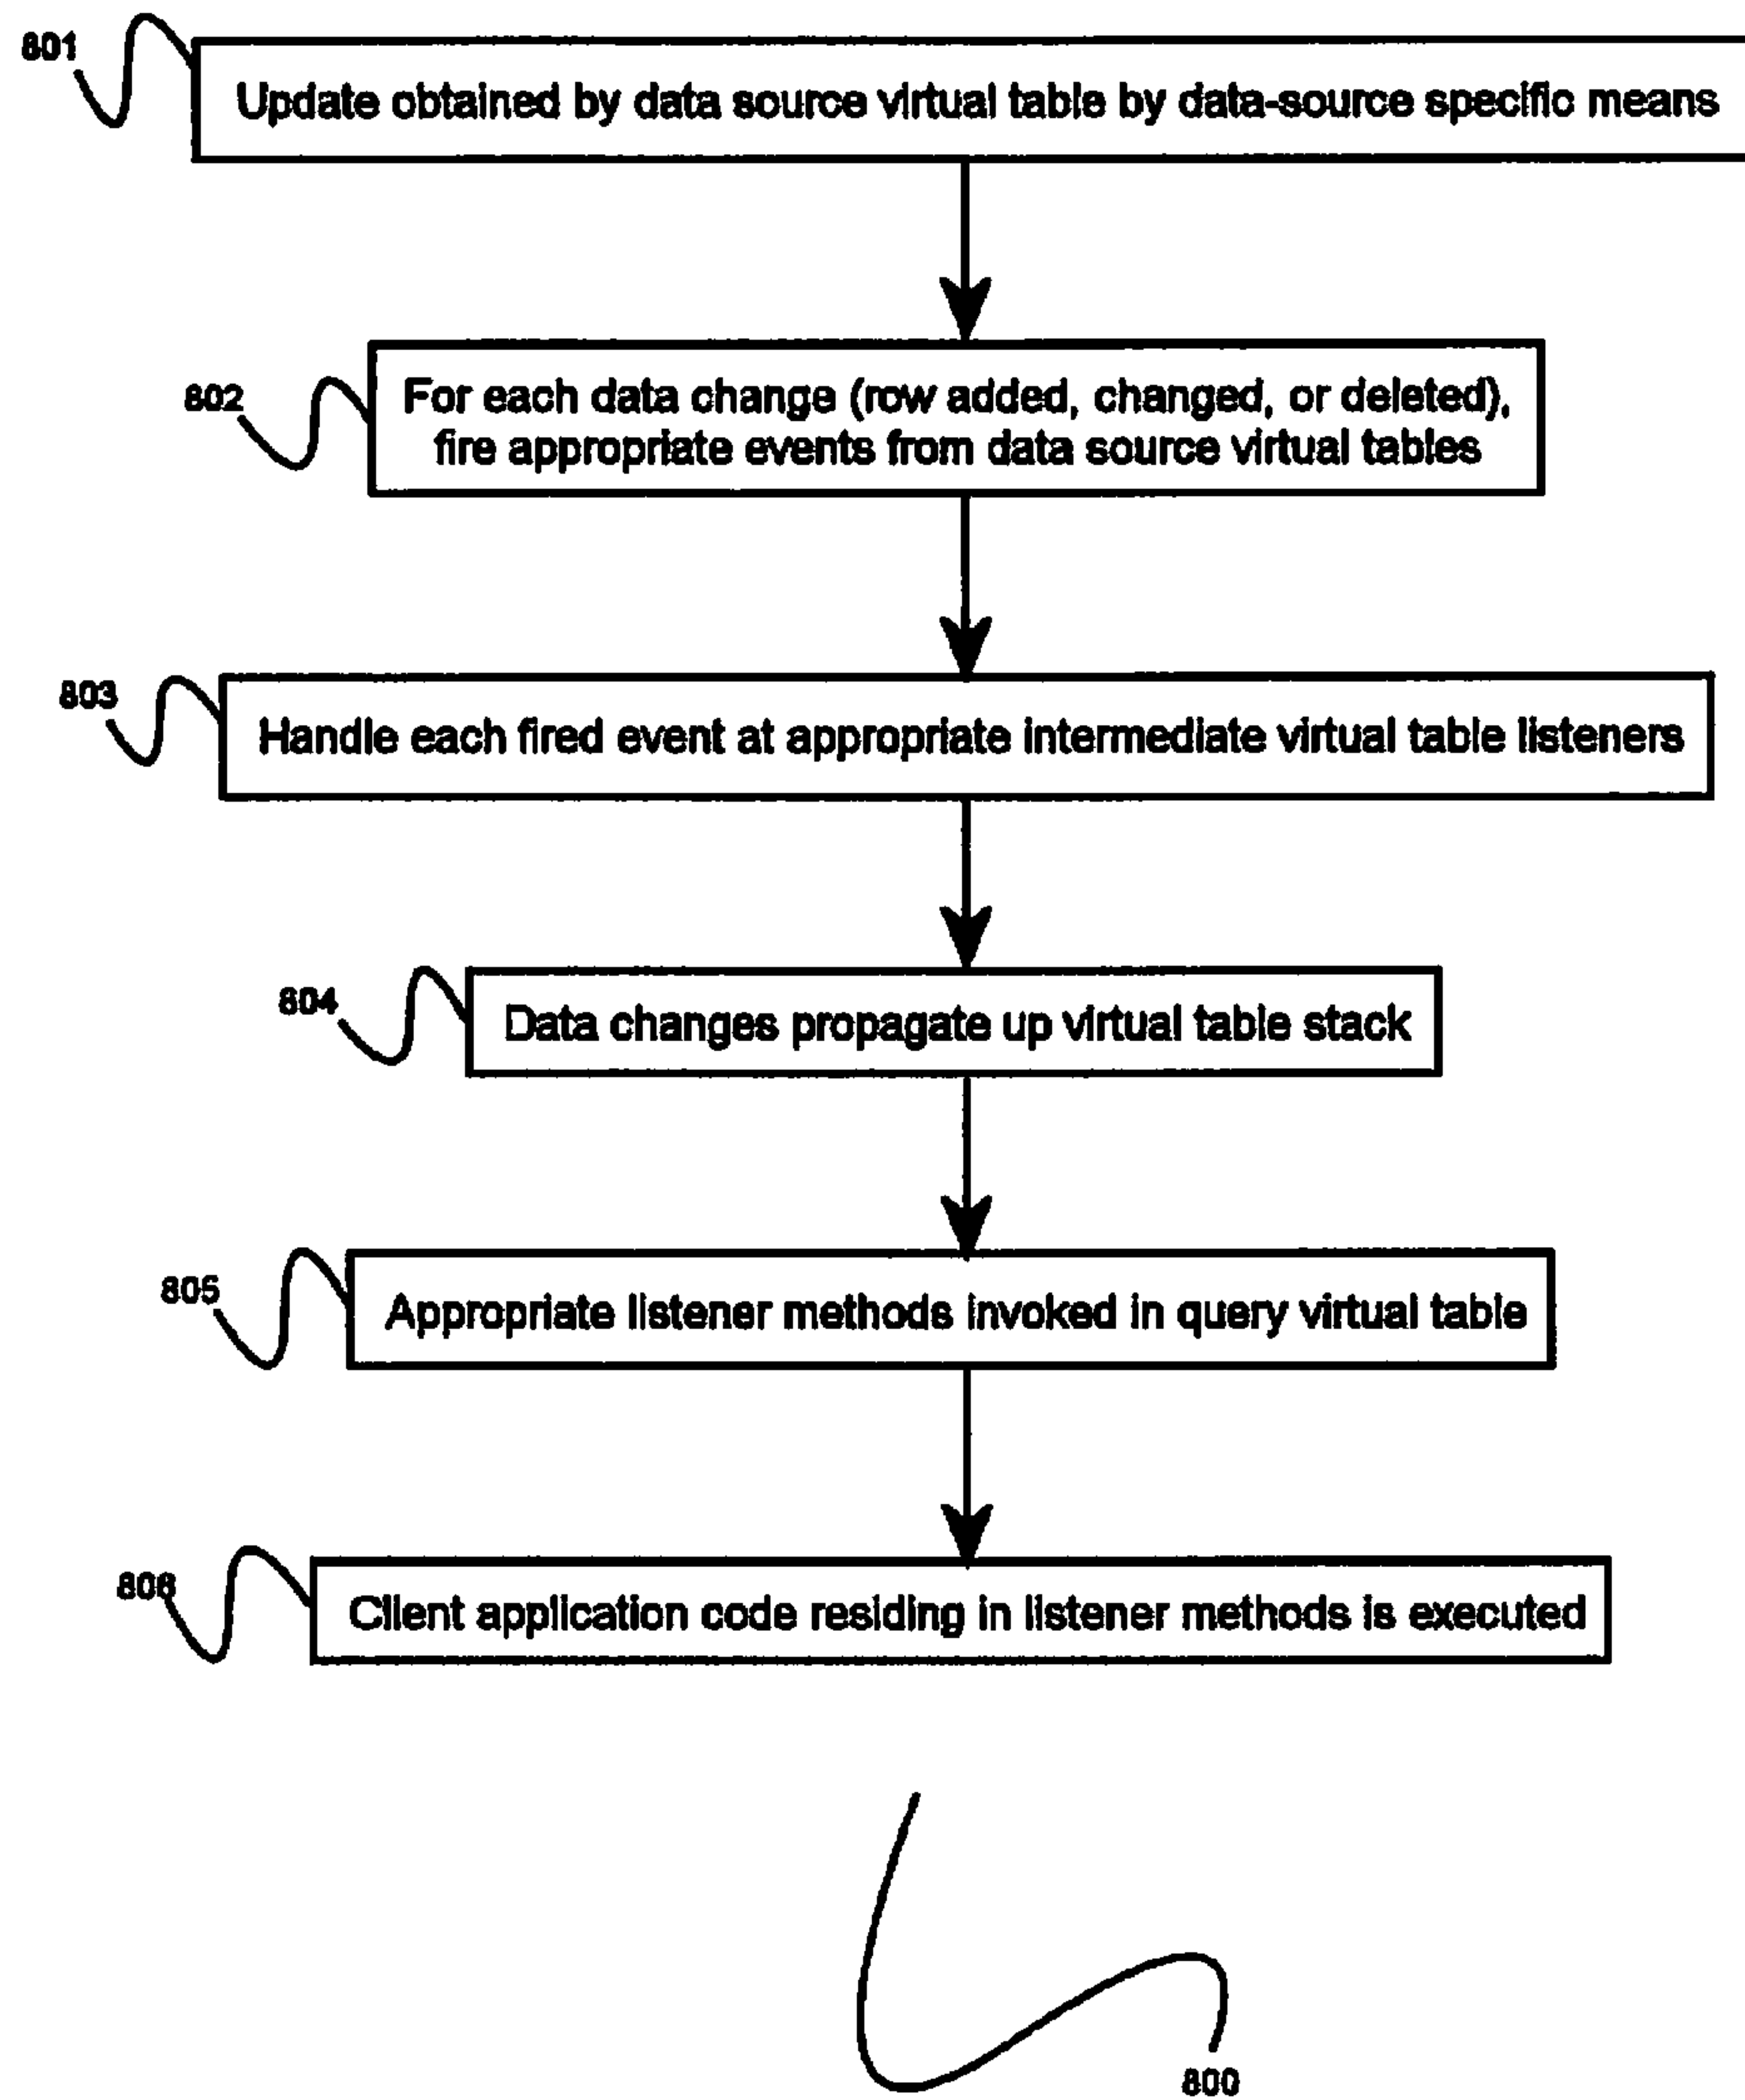 801
Update obtained by data source virtual table by data-source specific means
802
For each data change (row added, changed, or deleted),
fire appropriate events from data source virtual tables
803
Handle each fired event at appropriate intermediate virtual table listeners
804
Data changes propagate up virtual table stack
805
Appropriate listener methods invoked in query virtual table
806
Client application code residing in listener methods is executed
800